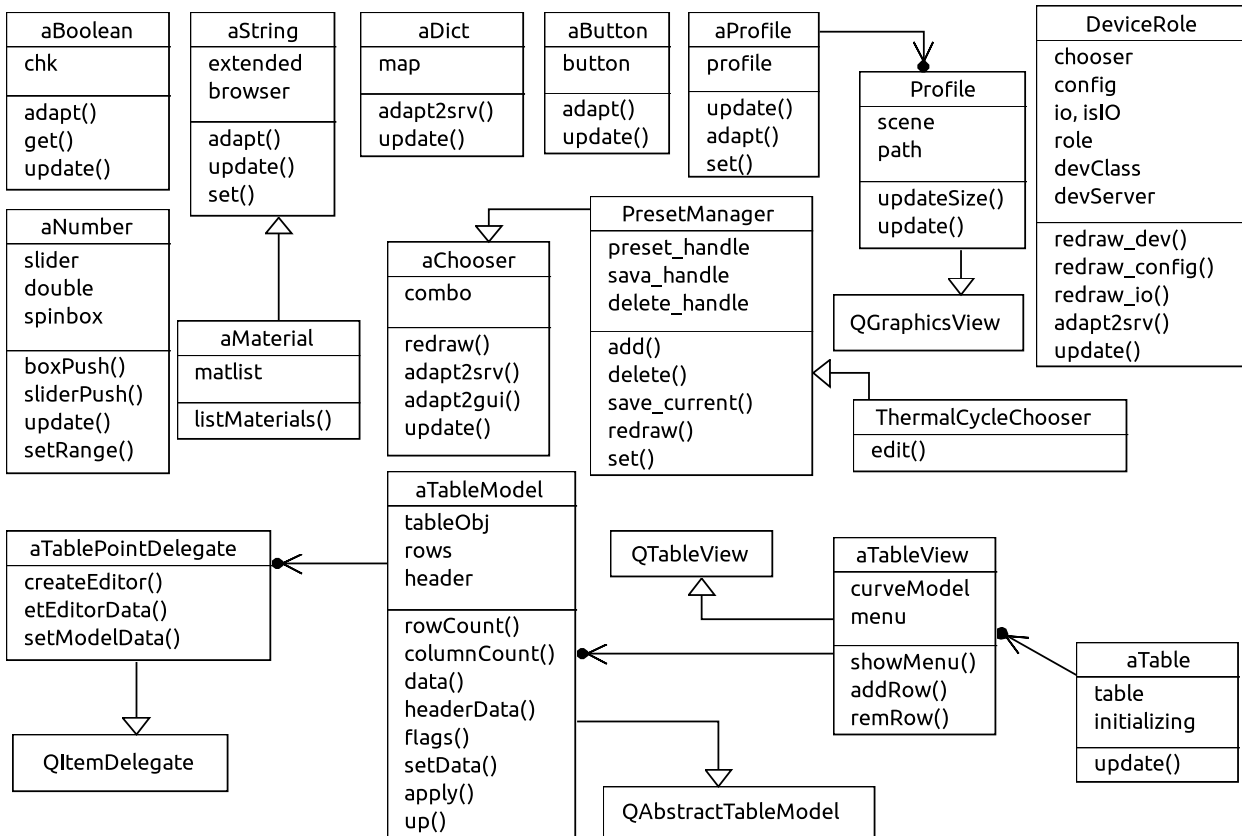 aBoolean
chk
adapt()
get()
update()
aString
extended
browser
adapt()
update()
set()
aDict
map
adapt2srv()
update()
aButton
button
adapt()
update()
aProfile
profile
update()
adapt()
set()
Profile
scene
path
updateSize()
update()
DeviceRole
chooser
config
io, isIO
role
devClass
devServer
redraw_dev()
redraw_config()
redraw_io()
adapt2srv()
update()
aNumber
slider
double
spinbox
boxPush()
sliderPush()
update()
setRange()
aMaterial
matlist
listMaterials()
aChooser
combo
redraw()
adapt2srv()
adapt2gui()
update()
PresetManager
preset_handle
sava_handle
delete_handle
add()
delete()
save_current()
redraw()
set()
QGraphicsView
ThermalCycleChooser
edit()
aTablePointDelegate
createEditor()
etEditorData()
setModelData()
QItemDelegate
aTableModel
tableObj
rows
header
rowCount()
columnCount()
data()
headerData()
flags()
setData()
apply()
up()
QTableView
aTableView
curveModel
menu
showMenu()
addRow()
remRow()
aTable
table
initializing
update()
QAbstractTableModel